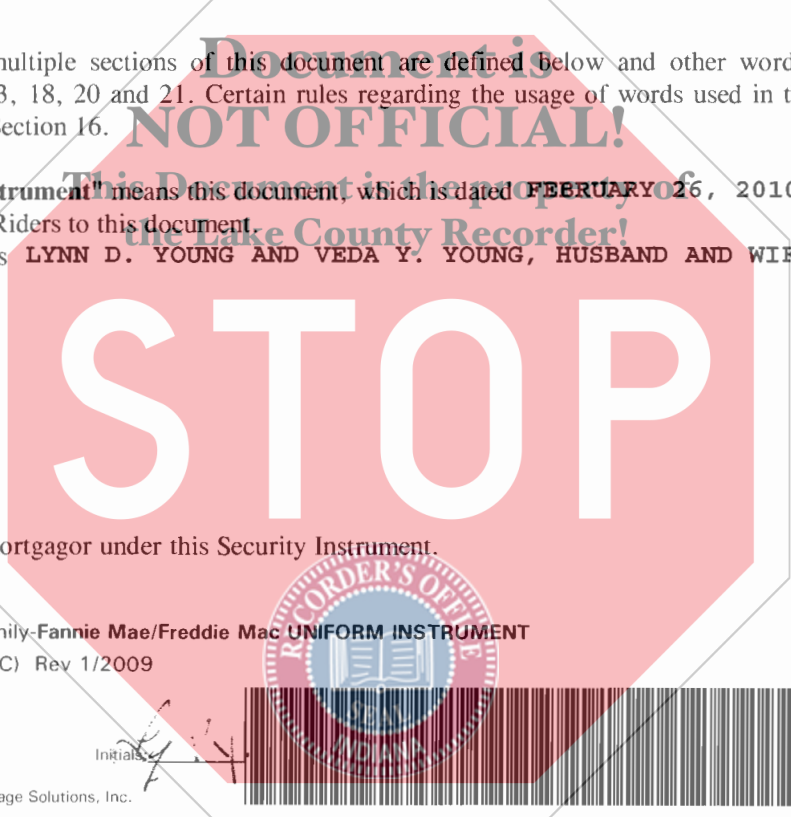 Document is
multiple sections of this document are defined below and other word
3, 18, 20 and 21. Certain rules regarding the usage of words used in t
ection 16.
NOT OFFICIAL!
This Document is the property of
trument" means this document, which is dated FEBRUARY 26, 2010
Riders to this document.
the Lake County Recorder!
s LYNN D. YOUNG AND VEDA Y. YOUNG, HUSBAND AND WIF
STOP
ortgagor under this Security Instrument.
RECORDER'S OFFICE
nily-Fannie Mae/Freddie Mac UNIFORM INSTRUMENT
C) Rev 1/2009
SEAL
INDIANA
Initials:
age Solutions, Inc.